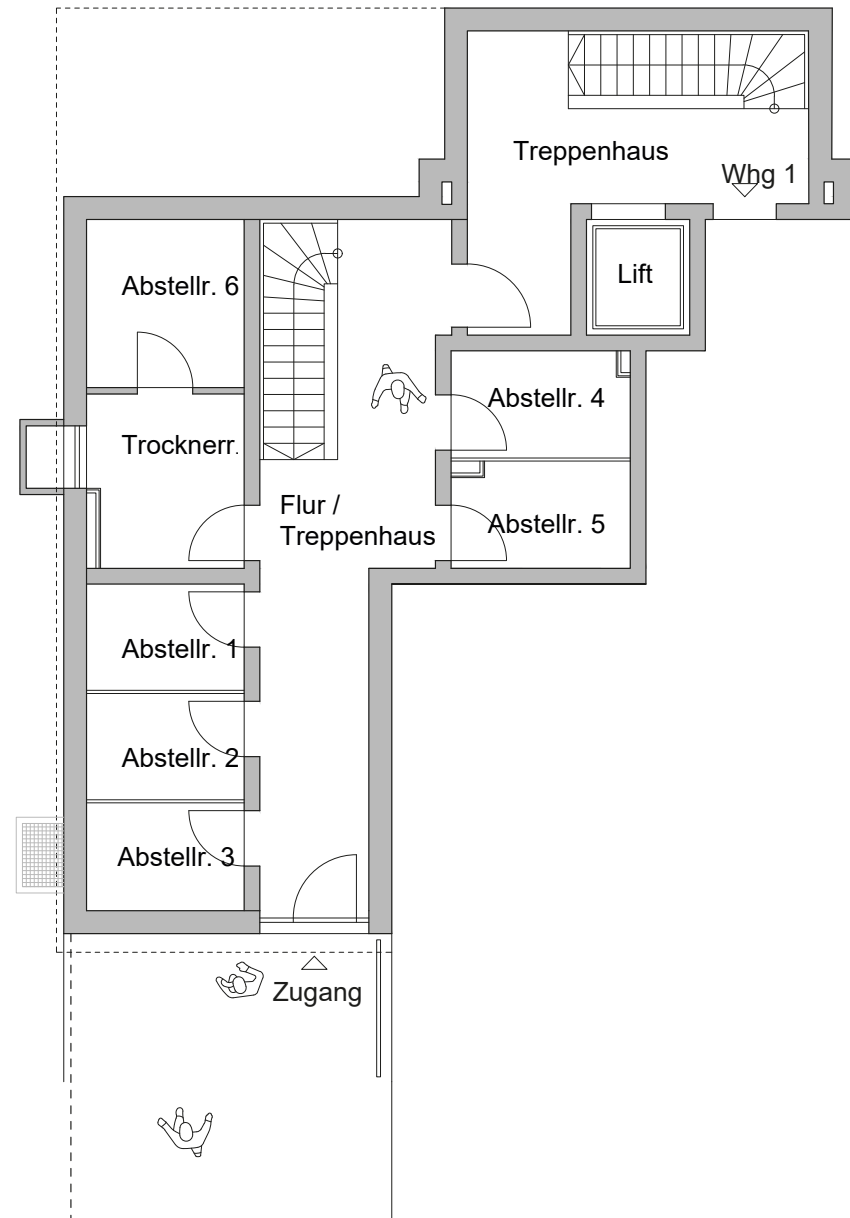 Treppenhaus
Whg 1
Abstellr. 6
Lift
Abstellr. 4
Trocknerr.
Flur /
Treppenhaus
Abstellr. 5
Abstellr. 1
Abstellr. 2
Abstellr. 3
Zugang